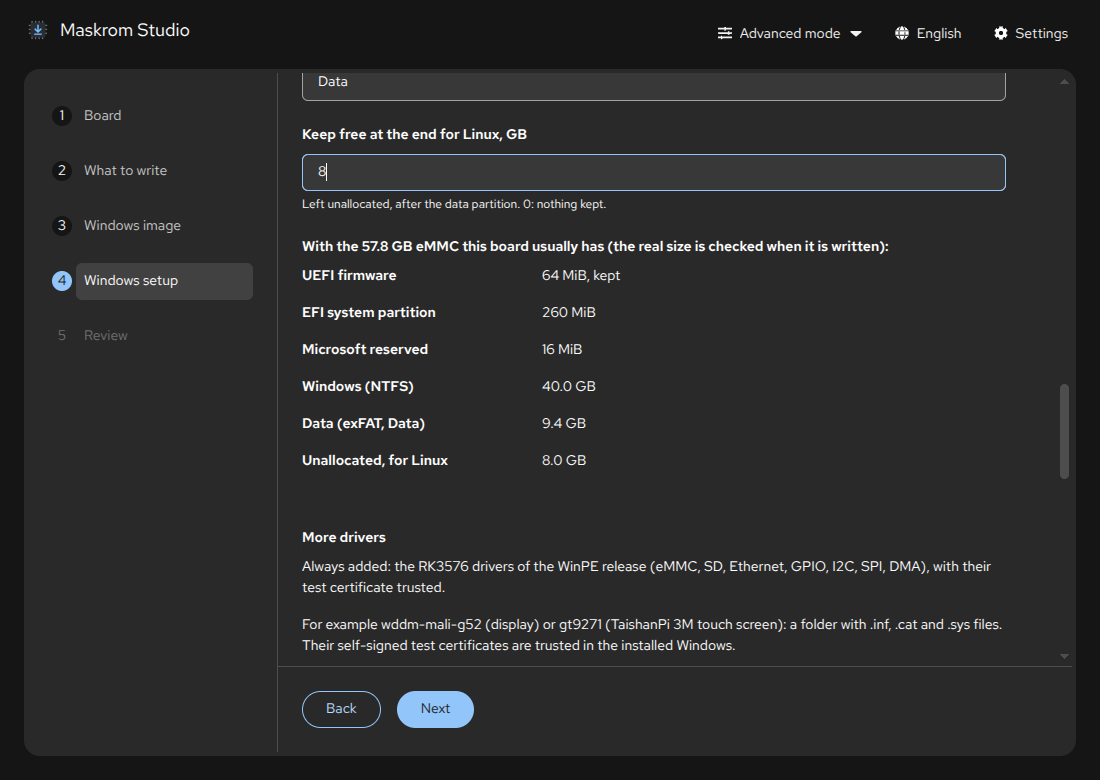 Maskrom Studio
Advanced mode
English
Settings
1 Board
2 What to write
3 Windows image
4 Windows setup
5 Review
Data
Keep free at the end for Linux, GB
8
Left unallocated, after the data partition. 0: nothing kept.
With the 57.8 GB eMMC this board usually has (the real size is checked when it is written):
UEFI firmware 64 MiB, kept
EFI system partition 260 MiB
Microsoft reserved 16 MiB
Windows (NTFS) 40.0 GB
Data (exFAT, Data) 9.4 GB
Unallocated, for Linux 8.0 GB
More drivers
Always added: the RK3576 drivers of the WinPE release (eMMC, SD, Ethernet, GPIO, I2C, SPI, DMA), with their
test certificate trusted.
For example wddm-mali-g52 (display) or gt9271 (TaishanPi 3M touch screen): a folder with .inf, .cat and .sys files.
Their self-signed test certificates are trusted in the installed Windows.
Back
Next